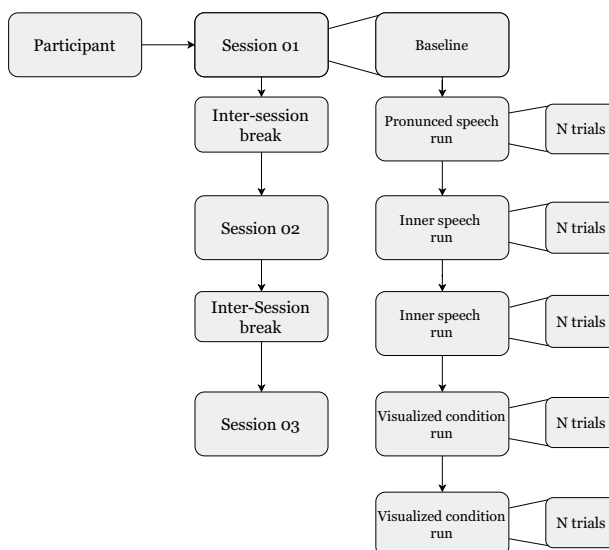 Participant
Session 01
Baseline
Inter-session
break
Pronunced speech
run
N trials
Session 02
Inner speech
run
N trials
Inter-Session
break
Inner speech
run
N trials
Session 03
Visualized condition
run
N trials
Visualized condition
run
N trials